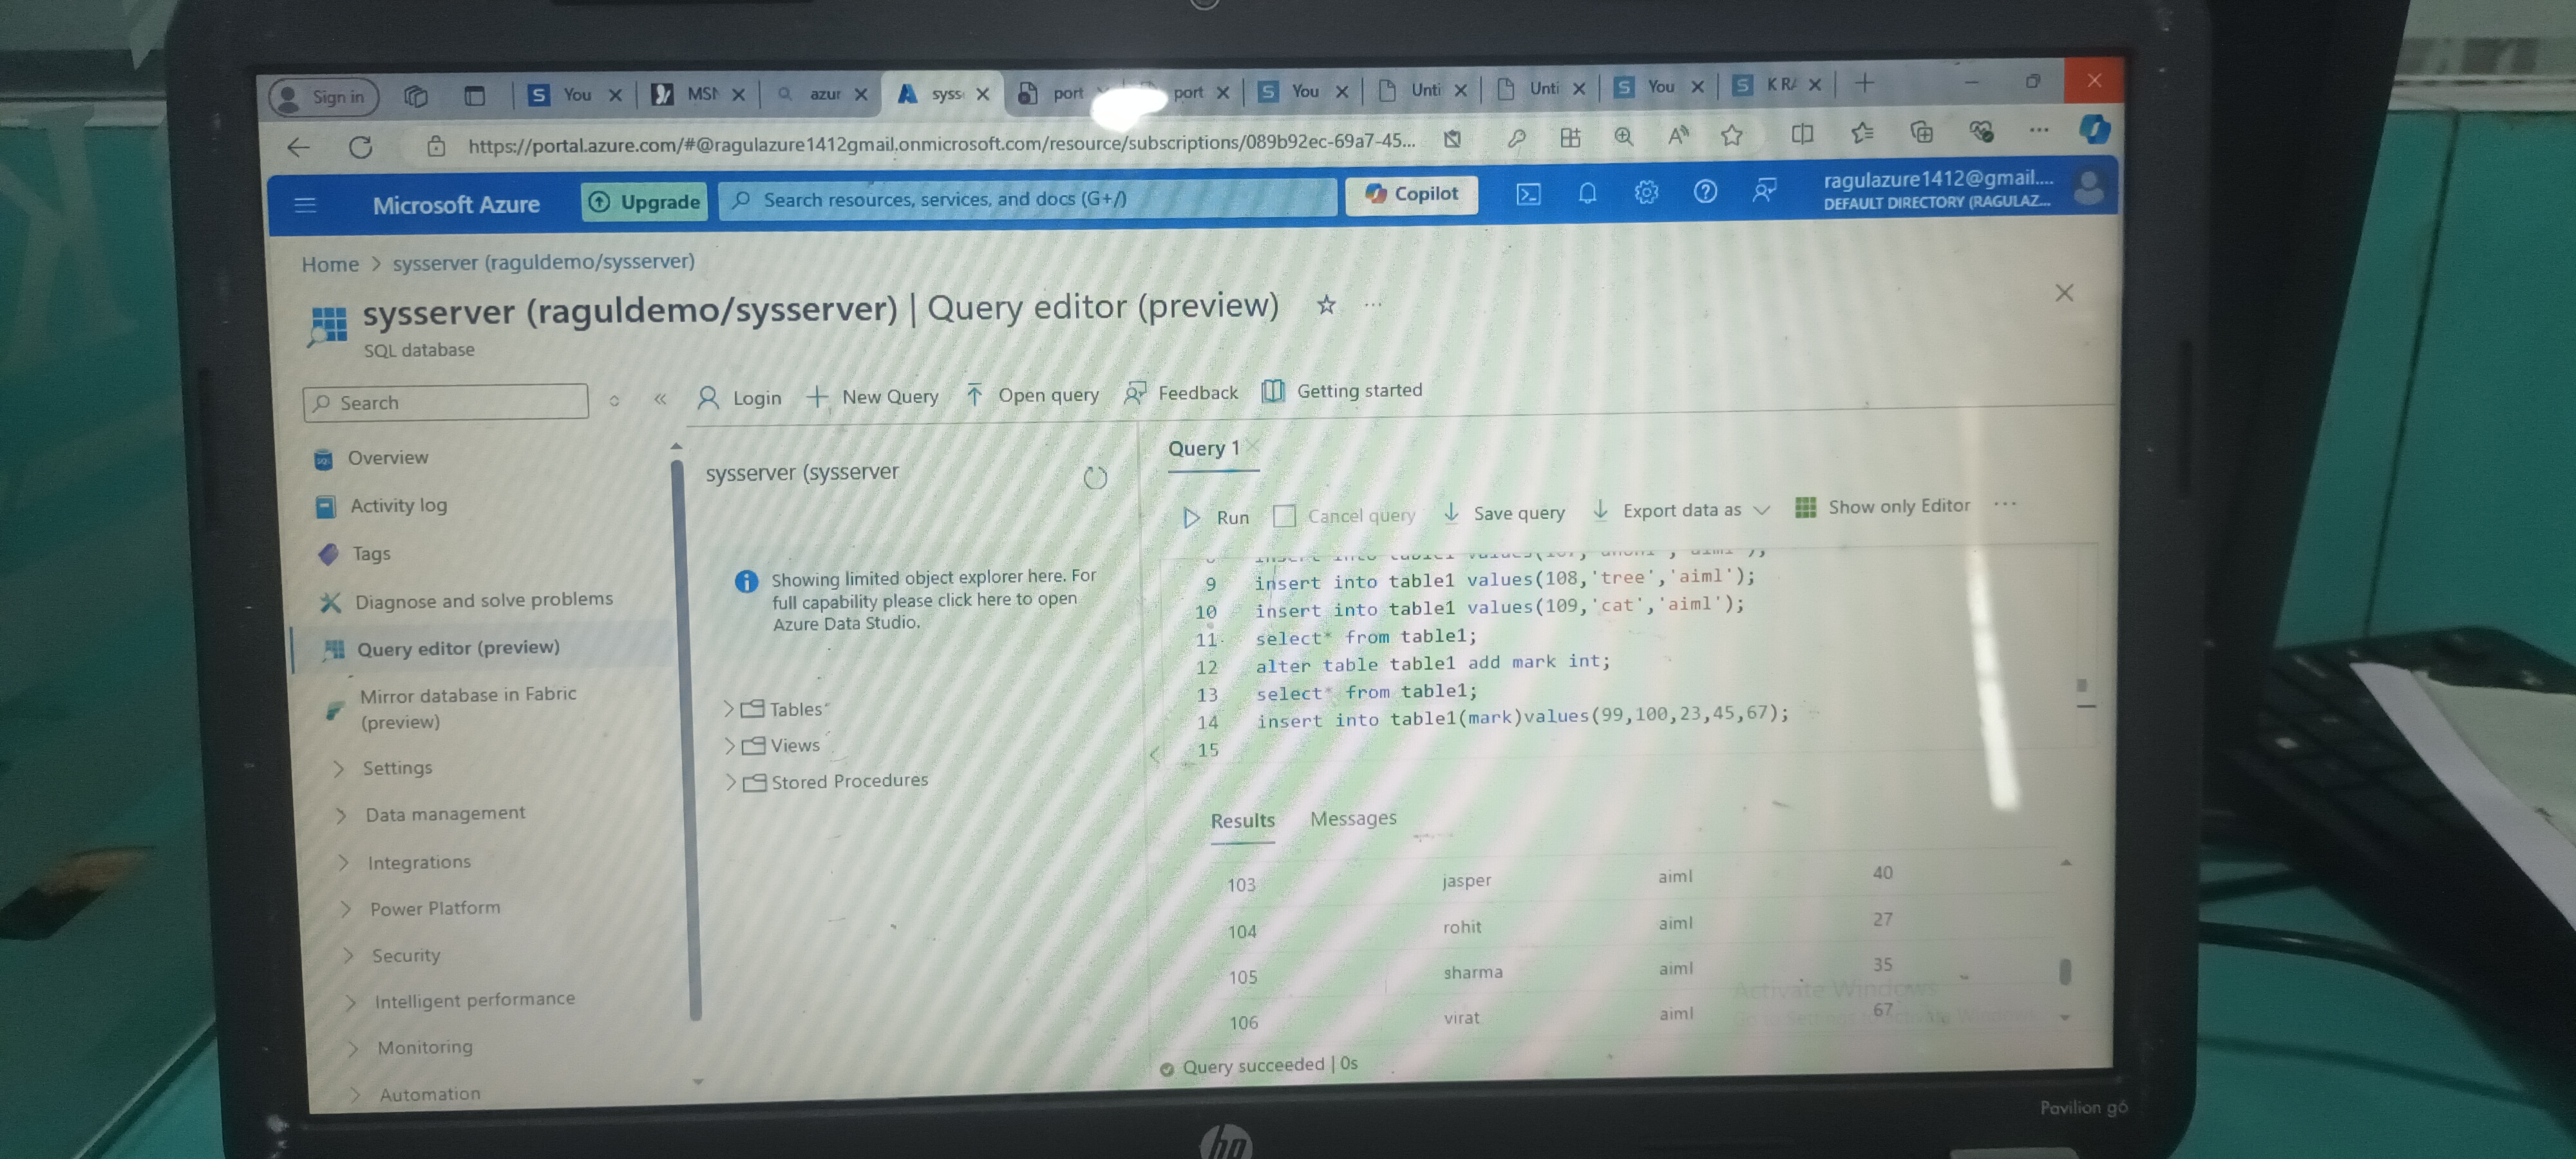 Sign in
You
MSN
azur
syss
port
port
You
Unti
Unti
You
K RA
https://portal.azure.com/#@ragulazure1412gmail.onmicrosoft.com/resource/subscriptions/089b92ec-69a7-45...
Microsoft Azure
Upgrade
Search resources, services, and docs (G+/)
Copilot
ragulazure1412@gmail....
DEFAULT DIRECTORY (RAGULAZ...
Home > sysserver (raguldemo/sysserver)
sysserver (raguldemo/sysserver) | Query editor (preview)
SQL database
Search
Login
New Query
Open query
Feedback
Getting started
Overview
Activity log
Tags
Diagnose and solve problems
Query editor (preview)
Mirror database in Fabric
(preview)
Settings
Data management
Integrations
Power Platform
Security
Intelligent performance
Monitoring
Automation
sysserver (sysserver
Showing limited object explorer here. For
full capability please click here to open
Azure Data Studio.
Tables
Views
Stored Procedures
Query 1
Run
Cancel query
Save query
Export data as
Show only Editor
9 insert into table1 values(108,'tree','aiml');
10 insert into table1 values(109,'cat','aiml');
11 select* from table1;
12 alter table table1 add mark int;
13 select* from table1;
14 insert into table1(mark)values(99,100,23,45,67);
15
Results
Messages
103 jasper aiml 40
104 rohit aiml 27
105 sharma aiml 35
106 virat aiml 67
Activate Windows
Query succeeded | 0s
Pavilion g6
hp